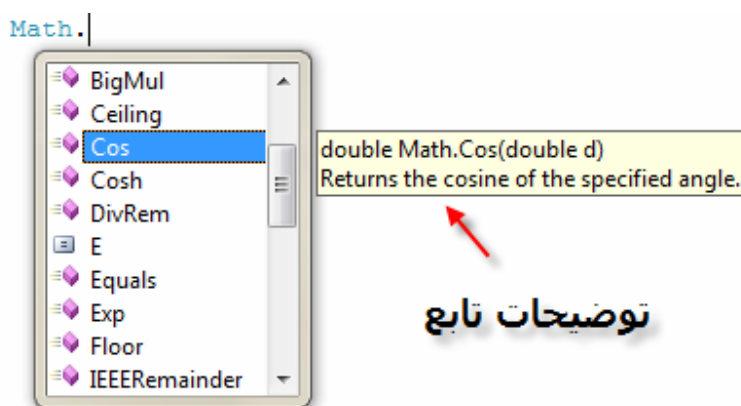 Math.
BigMul
Ceiling
Cos
Cosh
DivRem
E
Equals
Exp
Floor
IEEERemainder
double Math.Cos(double d)
Returns the cosine of the specified angle.
توضیحات تابع